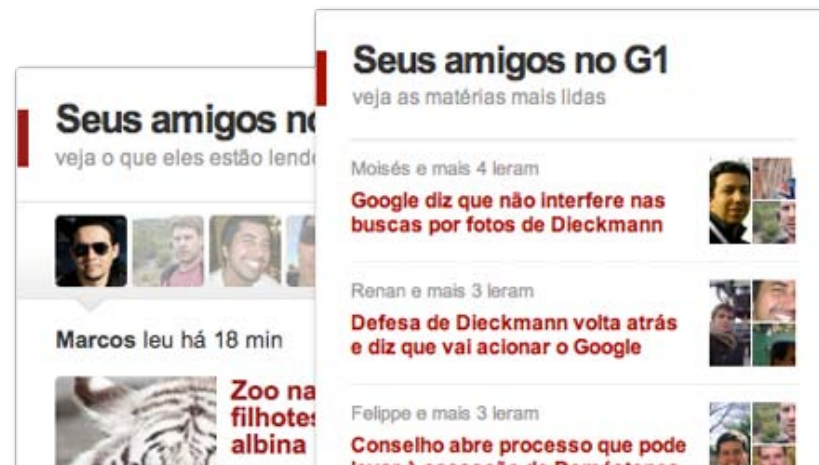 Seus amigos no G1
veja as matérias mais lidas
Moisés e mais 4 leram
Google diz que não interfere nas
buscas por fotos de Dieckmann
Renan e mais 3 leram
Defesa de Dieckmann volta atrás
e diz que vai acionar o Google
Felippe e mais 3 leram
Conselho abre processo que pode
Seus amigos
veja o que eles estão
Marcos leu há 18 min
Zoo
filhotes
albina